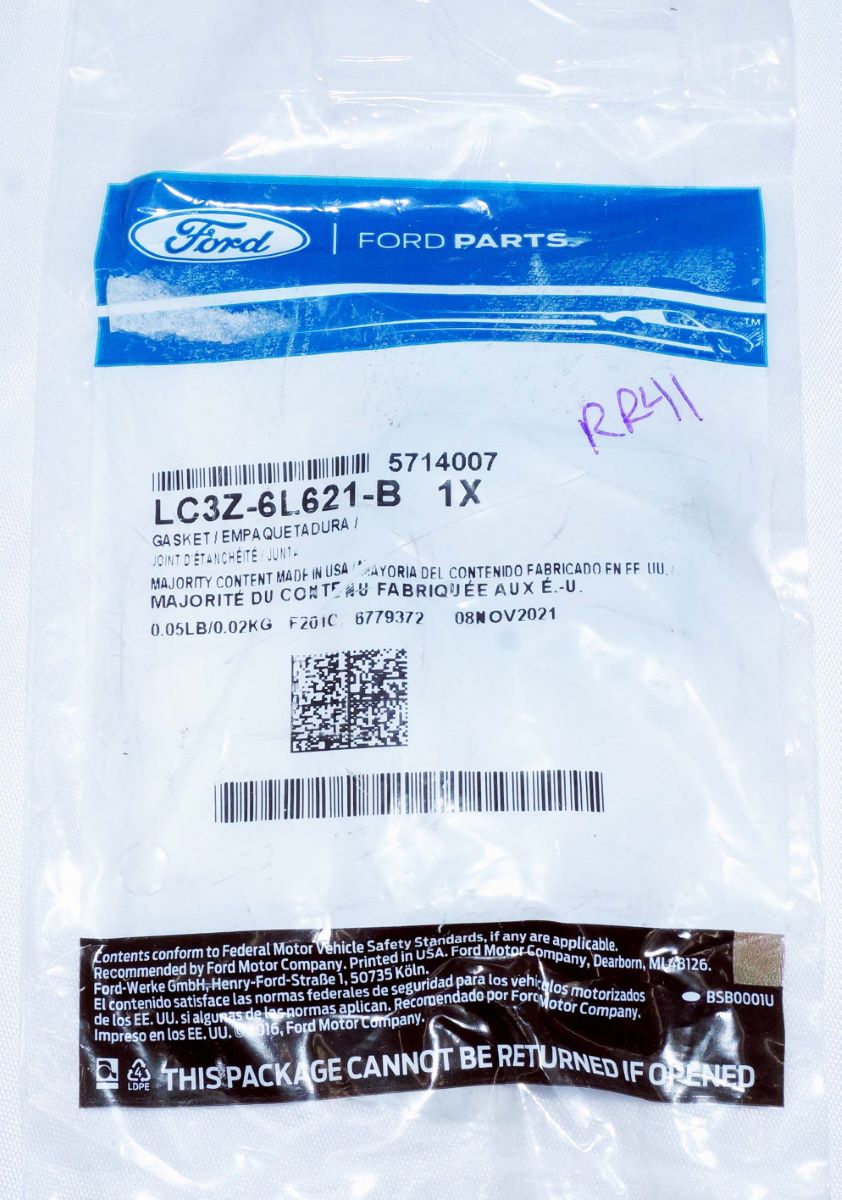 Ford | FORD PARTS
™
RR41
5714007
LC3Z-6L621-B 1X
GASKET / EMPAQUETADURA /
JOINT D'ÉTANCHÉITÉ / JUNTA
MAJORITY CONTENT MADE IN USA / MAYORIA DEL CONTENIDO FABRICADO EN EE. UU. /
MAJORITÉ DU CONTENU FABRIQUÉE AUX É.-U.
0.05LB/0.02KG F201C 6779372 08NOV2021
Contents conform to Federal Motor Vehicle Safety Standards, if any are applicable.
Recommended by Ford Motor Company. Printed in USA. Ford Motor Company, Dearborn, MI 48126.
Ford-Werke GmbH, Henry-Ford-Straße 1, 50735 Köln.
El contenido satisface las normas federales de seguridad para los vehículos motorizados
de los EE. UU. si algunas de las normas aplican. Recomendado por Ford Motor Company.
Impreso en los EE. UU. © 2016, Ford Motor Company.
BSB0001U
4
LDPE
THIS PACKAGE CANNOT BE RETURNED IF OPENED